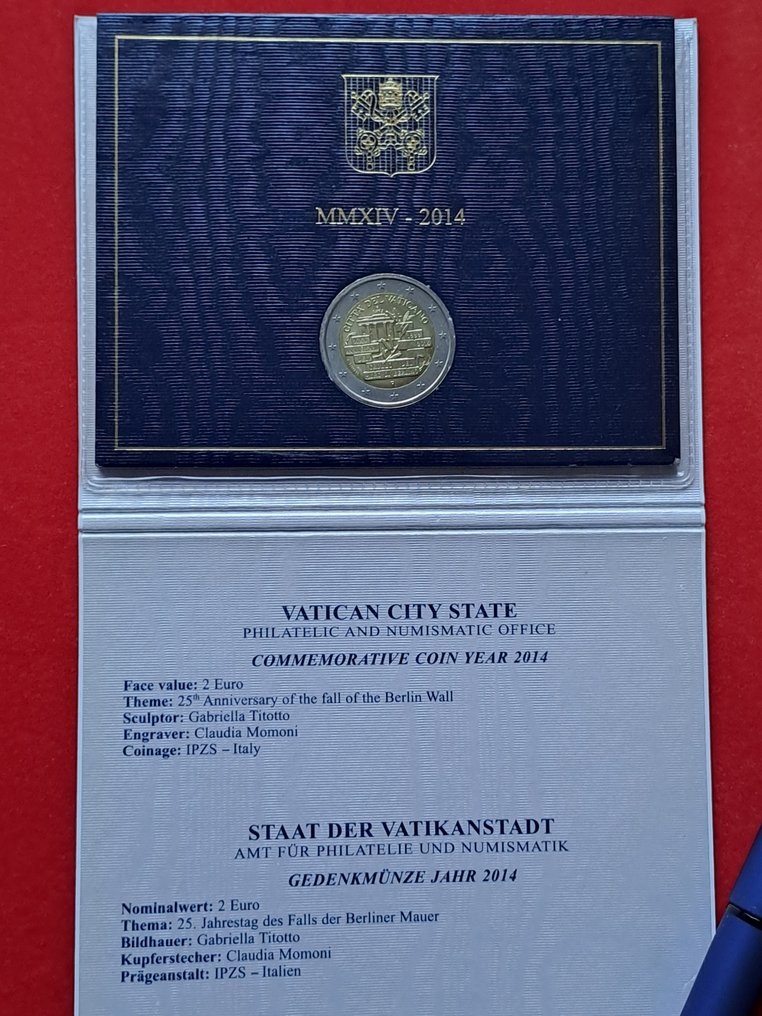 MMXIV - 2014
CITTÀ DEL VATICANO
VATICAN CITY STATE
PHILATELIC AND NUMISMATIC OFFICE
COMMEMORATIVE COIN YEAR 2014
Face value: 2 Euro
Theme: 25th Anniversary of the fall of the Berlin Wall
Sculptor: Gabriella Titotto
Engraver: Claudia Momoni
Coinage: IPZS – Italy
STAAT DER VATIKANSTADT
AMT FÜR PHILATELIE UND NUMISMATIK
GEDENKMÜNZE JAHR 2014
Nominalwert: 2 Euro
Thema: 25. Jahrestag des Falls der Berliner Mauer
Bildhauer: Gabriella Titotto
Kupferstecher: Claudia Momoni
Prägeanstalt: IPZS – Italien